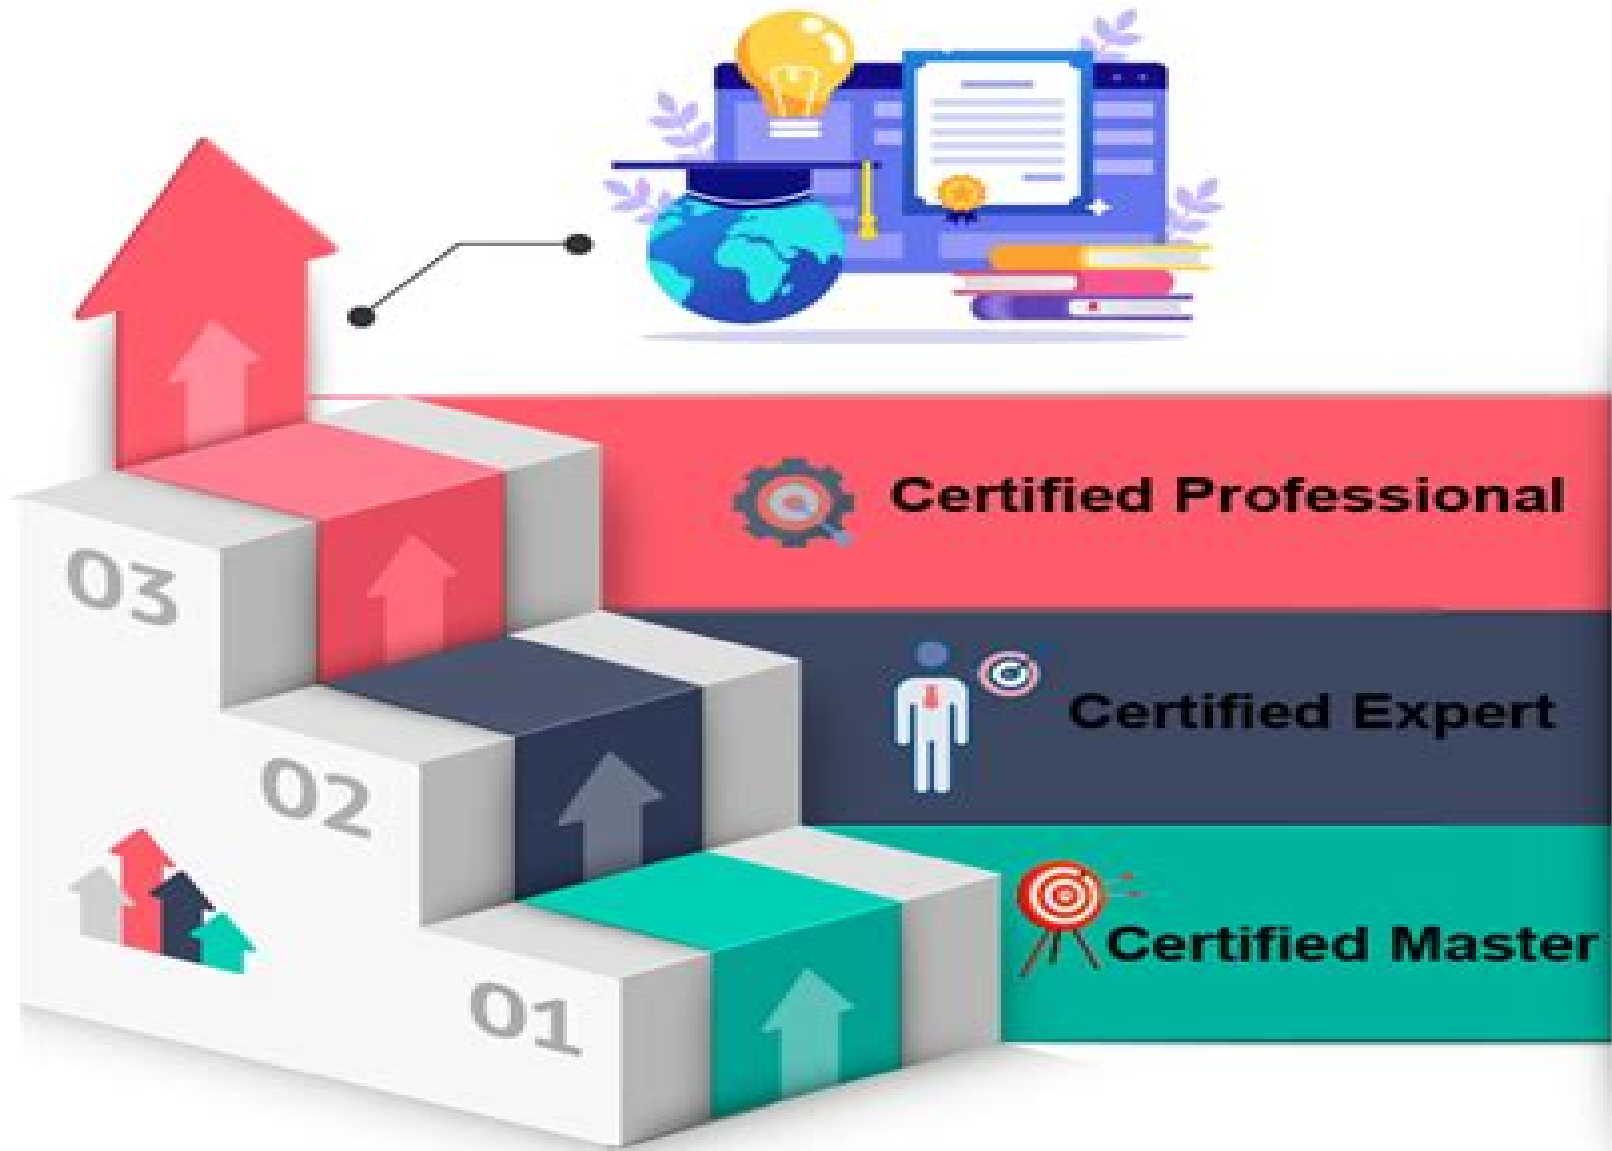 Certified Professional
03
Certified Expert
02
Certified Master
01